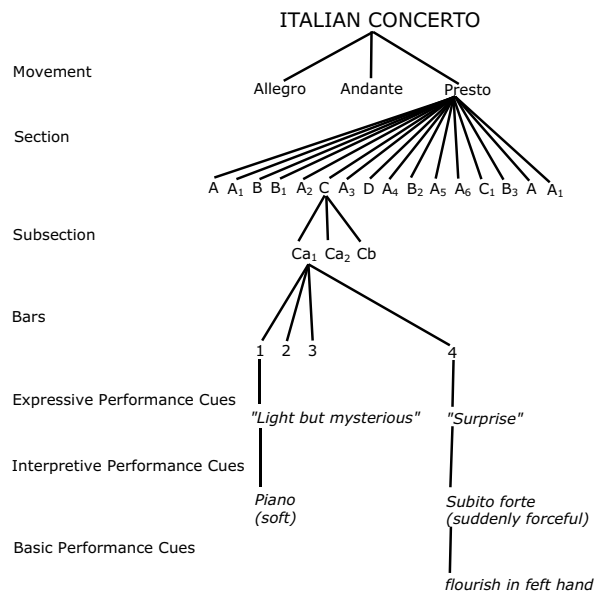 ITALIAN CONCERTO
Movement
Allegro Andante Presto
Section
A A₁ B B₁ A₂ C A₃ D A₄ B₂ A₅ A₆ C₁ B₃ A A₁
Subsection
Ca₁ Ca₂ Cb
Bars
1 2 3 4
Expressive Performance Cues
"Light but mysterious" "Surprise"
Interpretive Performance Cues
Piano Subito forte
(soft) (suddenly forceful)
Basic Performance Cues
flourish in feft hand